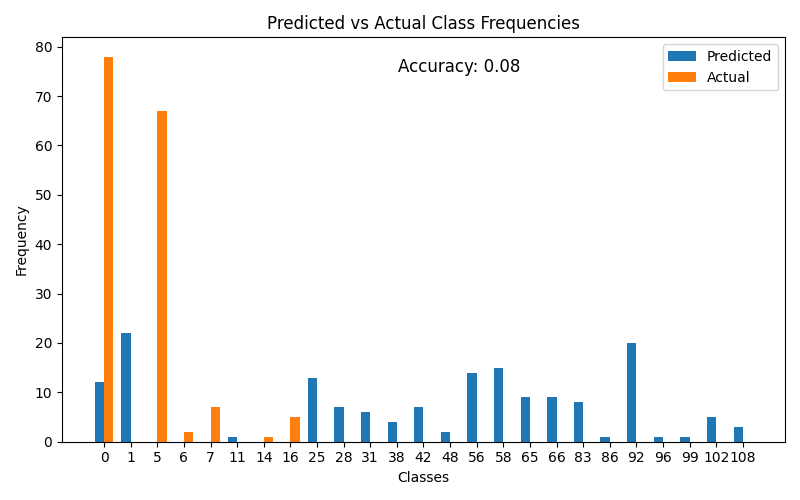 Predicted vs Actual Class Frequencies
Accuracy: 0.08
Predicted
Actual
80
70
60
50
40
30
20
10
0
Frequency
0 1 5 6 7 11 14 16 25 28 31 38 42 48 56 58 65 66 83 86 92 96 99 102 108
Classes